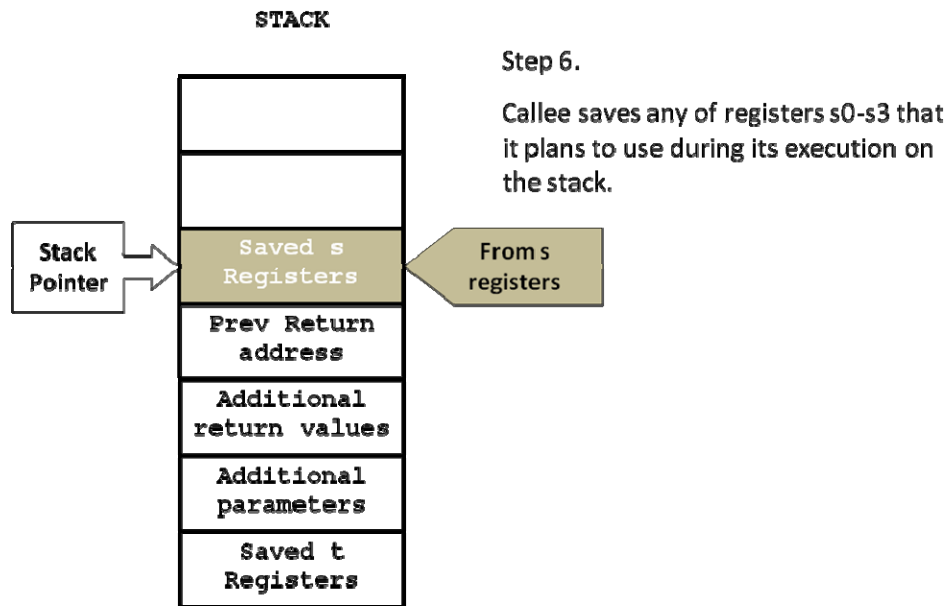 STACK
Step 6.
Callee saves any of registers s0-s3 that
it plans to use during its execution on
the stack.
Stack
Pointer
Saved s
Registers
From s
registers
Prev Return
address
Additional
return values
Additional
parameters
Saved t
Registers